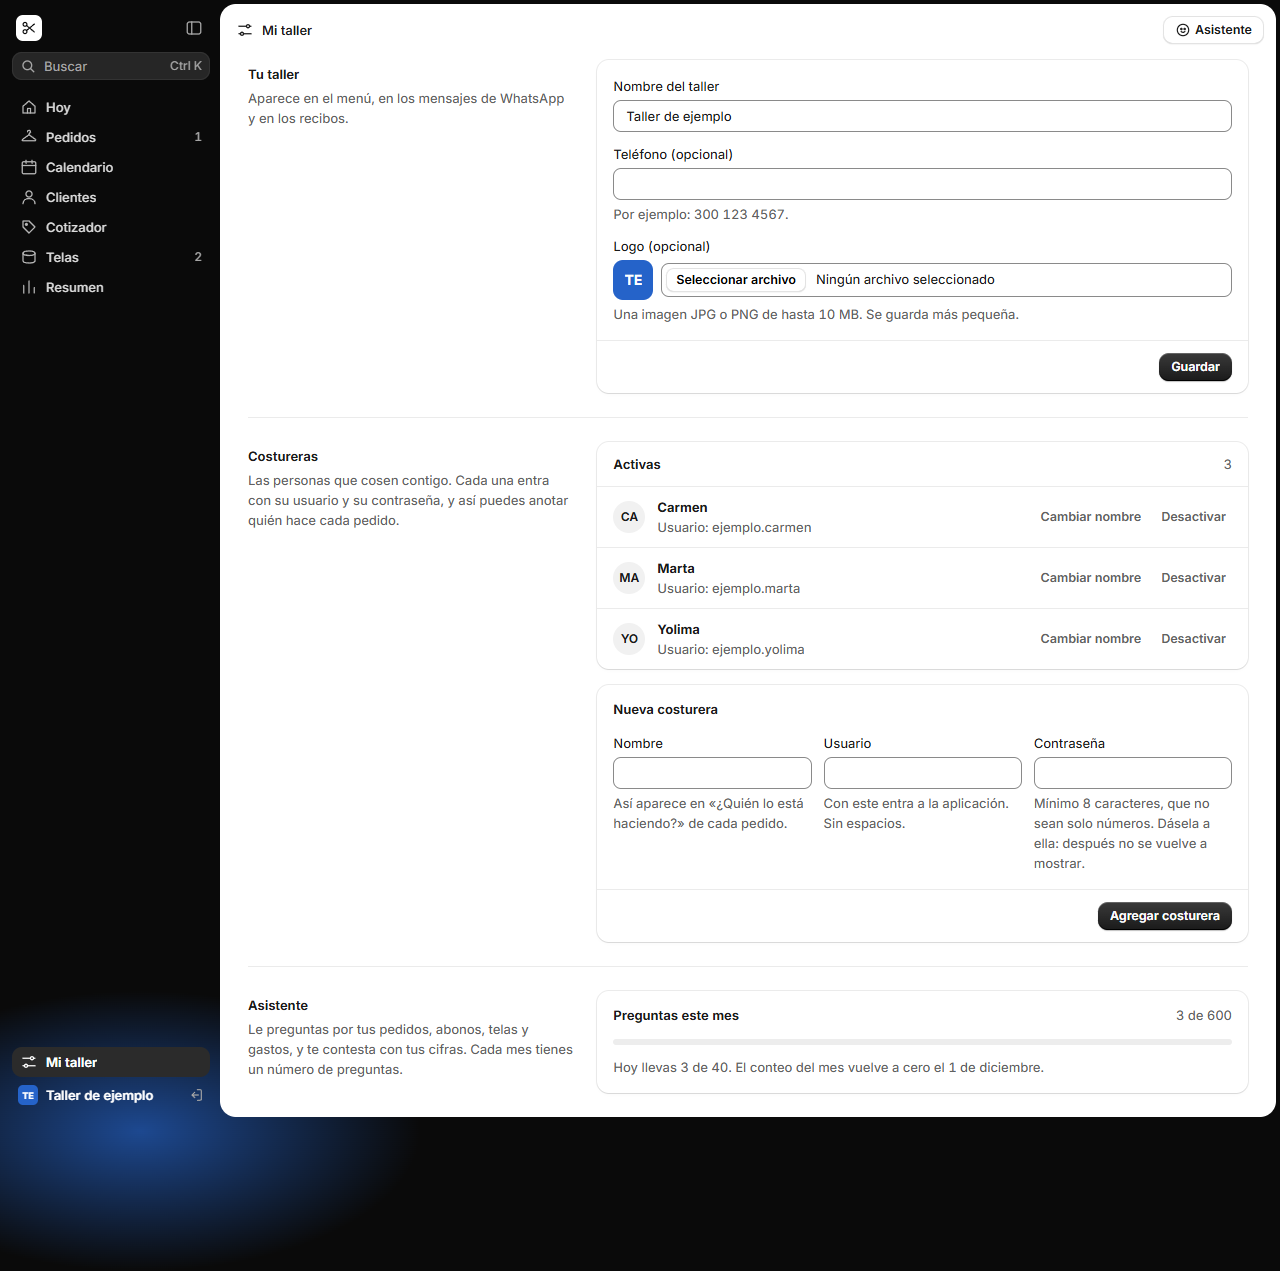 Buscar
Ctrl K
Hoy
Pedidos
1
Calendario
Clientes
Cotizador
Telas
2
Resumen
Mi taller
TE
Taller de ejemplo
Mi taller
Asistente
Tu taller
Aparece en el menú, en los mensajes de WhatsApp
y en los recibos.
Nombre del taller
Taller de ejemplo
Teléfono (opcional)
Por ejemplo: 300 123 4567.
Logo (opcional)
TE
Seleccionar archivo
Ningún archivo seleccionado
Una imagen JPG o PNG de hasta 10 MB. Se guarda más pequeña.
Guardar
Costureras
Las personas que cosen contigo. Cada una entra
con su usuario y su contraseña, y así puedes anotar
quién hace cada pedido.
Activas
3
CA
Carmen
Usuario: ejemplo.carmen
Cambiar nombre
Desactivar
MA
Marta
Usuario: ejemplo.marta
Cambiar nombre
Desactivar
YO
Yolima
Usuario: ejemplo.yolima
Cambiar nombre
Desactivar
Nueva costurera
Nombre
Así aparece en «¿Quién lo está
haciendo?» de cada pedido.
Usuario
Con este entra a la aplicación.
Sin espacios.
Contraseña
Mínimo 8 caracteres, que no
sean solo números. Dásela a
ella: después no se vuelve a
mostrar.
Agregar costurera
Asistente
Le preguntas por tus pedidos, abonos, telas y
gastos, y te contesta con tus cifras. Cada mes tienes
un número de preguntas.
Preguntas este mes
3 de 600
Hoy llevas 3 de 40. El conteo del mes vuelve a cero el 1 de diciembre.